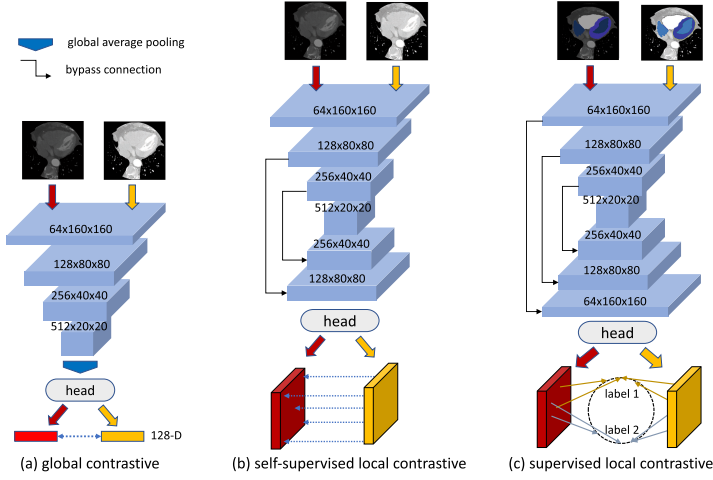 global average pooling
bypass connection
64x160x160
128x80x80
256x40x40
512x20x20
head
128-D
(a) global contrastive
64x160x160
128x80x80
256x40x40
512x20x20
256x40x40
128x80x80
head
(b) self-supervised local contrastive
64x160x160
128x80x80
256x40x40
512x20x20
256x40x40
128x80x80
64x160x160
head
label 1
label 2
(c) supervised local contrastive